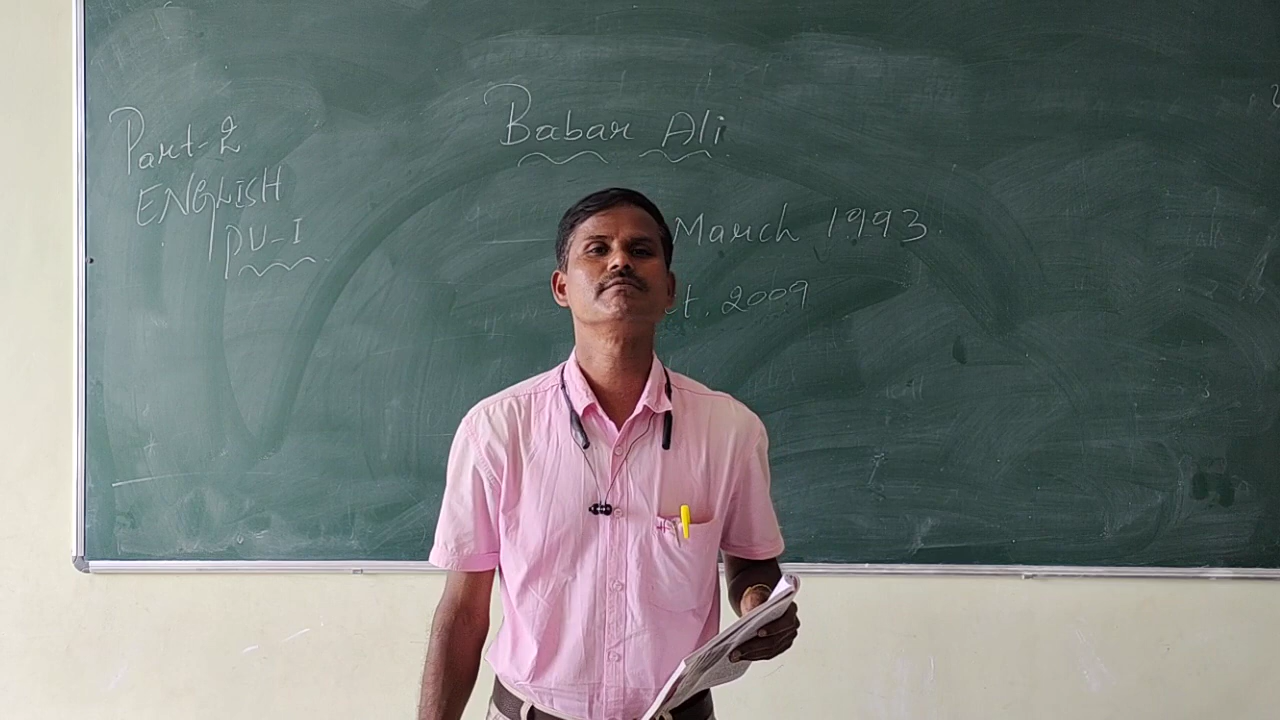 Part-2
ENGLISH
PU-I
Babar Ali
March 1993
t. 2009